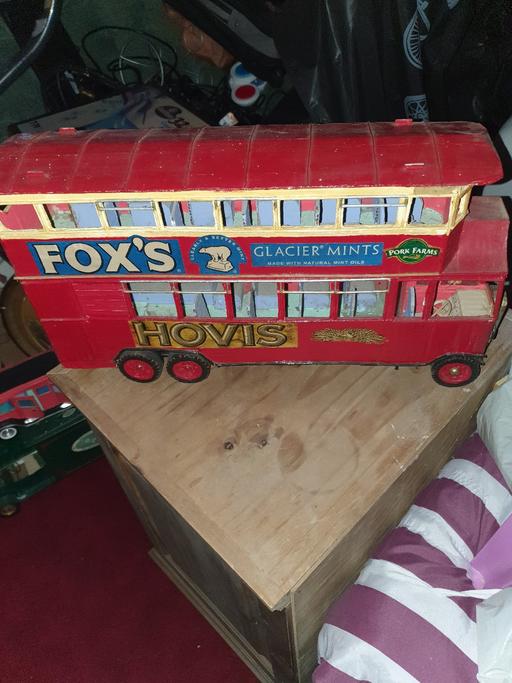 FOX'S
GLACIER MINTS
MADE WITH NATURAL MINT OILS
PORK FARMS
HOVIS